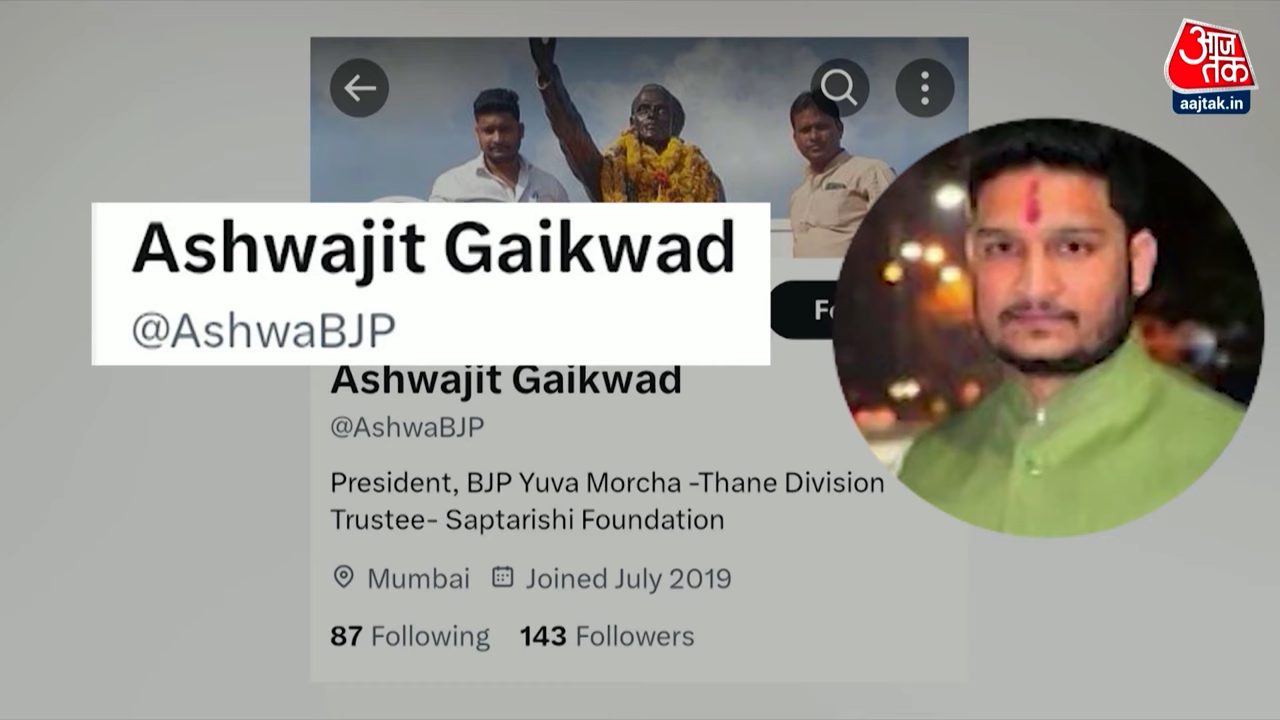 आज
तक
aajtak.in
Ashwajit Gaikwad
@AshwaBJP
Ashwajit Gaikwad
@AshwaBJP
President, BJP Yuva Morcha -Thane Division
Trustee- Saptarishi Foundation
Mumbai Joined July 2019
87 Following 143 Followers